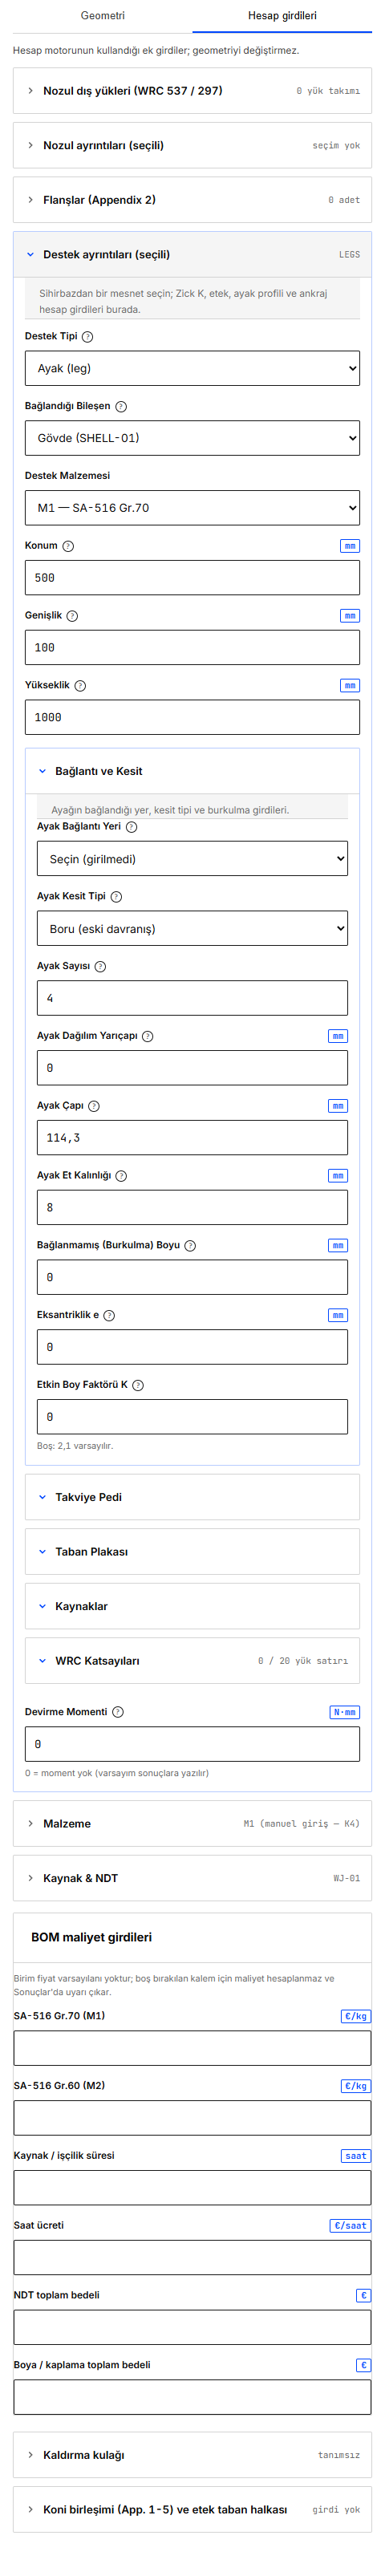 Geometri
Hesap girdileri
Hesap motorunun kullandığı ek girdiler; geometriyi değiştirmez.
Nozul dış yükleri (WRC 537 / 297)
0 yük takımı
Nozul ayrıntıları (seçili)
seçim yok
Flanşlar (Appendix 2)
0 adet
Destek ayrıntıları (seçili)
LEGS
Sihirbazdan bir mesnet seçin; Zick K, etek, ayak profili ve ankraj
hesap girdileri burada.
Destek Tipi ?
Ayak (leg)
Bağlandığı Bileşen ?
Gövde (SHELL-01)
Destek Malzemesi
M1 — SA-516 Gr.70
Konum ? mm
500
Genişlik ? mm
100
Yükseklik ? mm
1000
Bağlantı ve Kesit
Ayağın bağlandığı yer, kesit tipi ve burkulma girdileri.
Ayak Bağlantı Yeri ?
Seçin (girilmedi)
Ayak Kesit Tipi ?
Boru (eski davranış)
Ayak Sayısı ?
4
Ayak Dağılım Yarıçapı ? mm
0
Ayak Çapı ? mm
114,3
Ayak Et Kalınlığı ? mm
8
Bağlanmamış (Burkulma) Boyu ? mm
0
Eksantriklik e ? mm
0
Etkin Boy Faktörü K ?
0
Boş: 2,1 varsayılır.
Takviye Pedi
Taban Plakası
Kaynaklar
WRC Katsayıları
0 / 20 yük satırı
Devirme Momenti ? N·mm
0
0 = moment yok (varsayım sonuçlara yazılır)
Malzeme
M1 (manuel giriş — K4)
Kaynak & NDT
WJ-01
BOM maliyet girdileri
Birim fiyat varsayılanı yoktur; boş bırakılan kalem için maliyet hesaplanmaz ve
Sonuçlar'da uyarı çıkar.
SA-516 Gr.70 (M1) €/kg
SA-516 Gr.60 (M2) €/kg
Kaynak / işçilik süresi saat
Saat ücreti €/saat
NDT toplam bedeli €
Boya / kaplama toplam bedeli €
Kaldırma kulağı
tanımsız
Koni birleşimi (App. 1-5) ve etek taban halkası
girdi yok